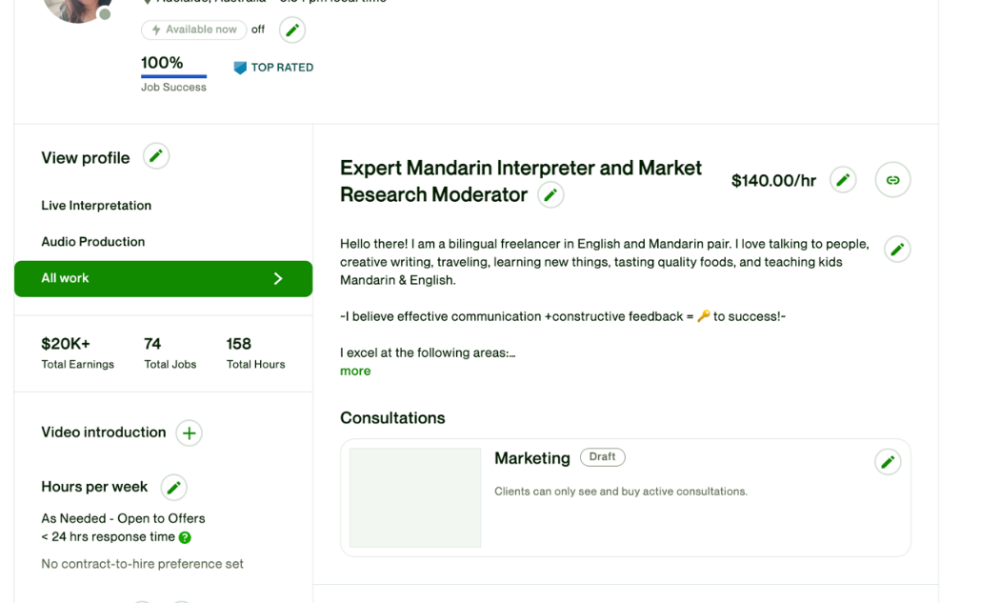 Adelaide, Australia
Available now off
100%
TOP RATED
Job Success
View profile
Live Interpretation
Audio Production
All work
$20K+ 74 158
Total Earnings Total Jobs Total Hours
Video introduction
Hours per week
As Needed - Open to Offers
< 24 hrs response time
No contract-to-hire preference set
Expert Mandarin Interpreter and Market
Research Moderator
$140.00/hr
Hello there! I am a bilingual freelancer in English and Mandarin pair. I love talking to people,
creative writing, traveling, learning new things, tasting quality foods, and teaching kids
Mandarin & English.
~I believe effective communication +constructive feedback = 🔑 to success!~
I excel at the following areas:...
more
Consultations
Marketing Draft
Clients can only see and buy active consultations.